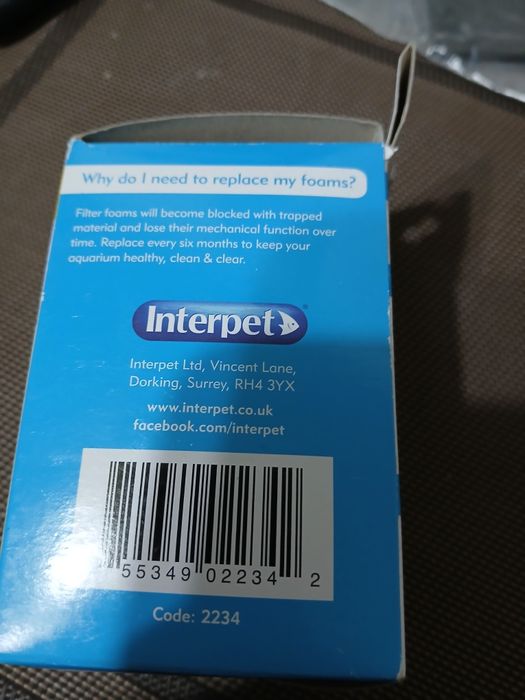 Why do I need to replace my foams?
Filter foams will become blocked with trapped
material and lose their mechanical function over
time. Replace every six months to keep your
aquarium healthy, clean & clear.
Interpet
Interpet Ltd, Vincent Lane,
Dorking, Surrey, RH4 3YX
www.interpet.co.uk
facebook.com/interpet
55349 02234 2
Code: 2234